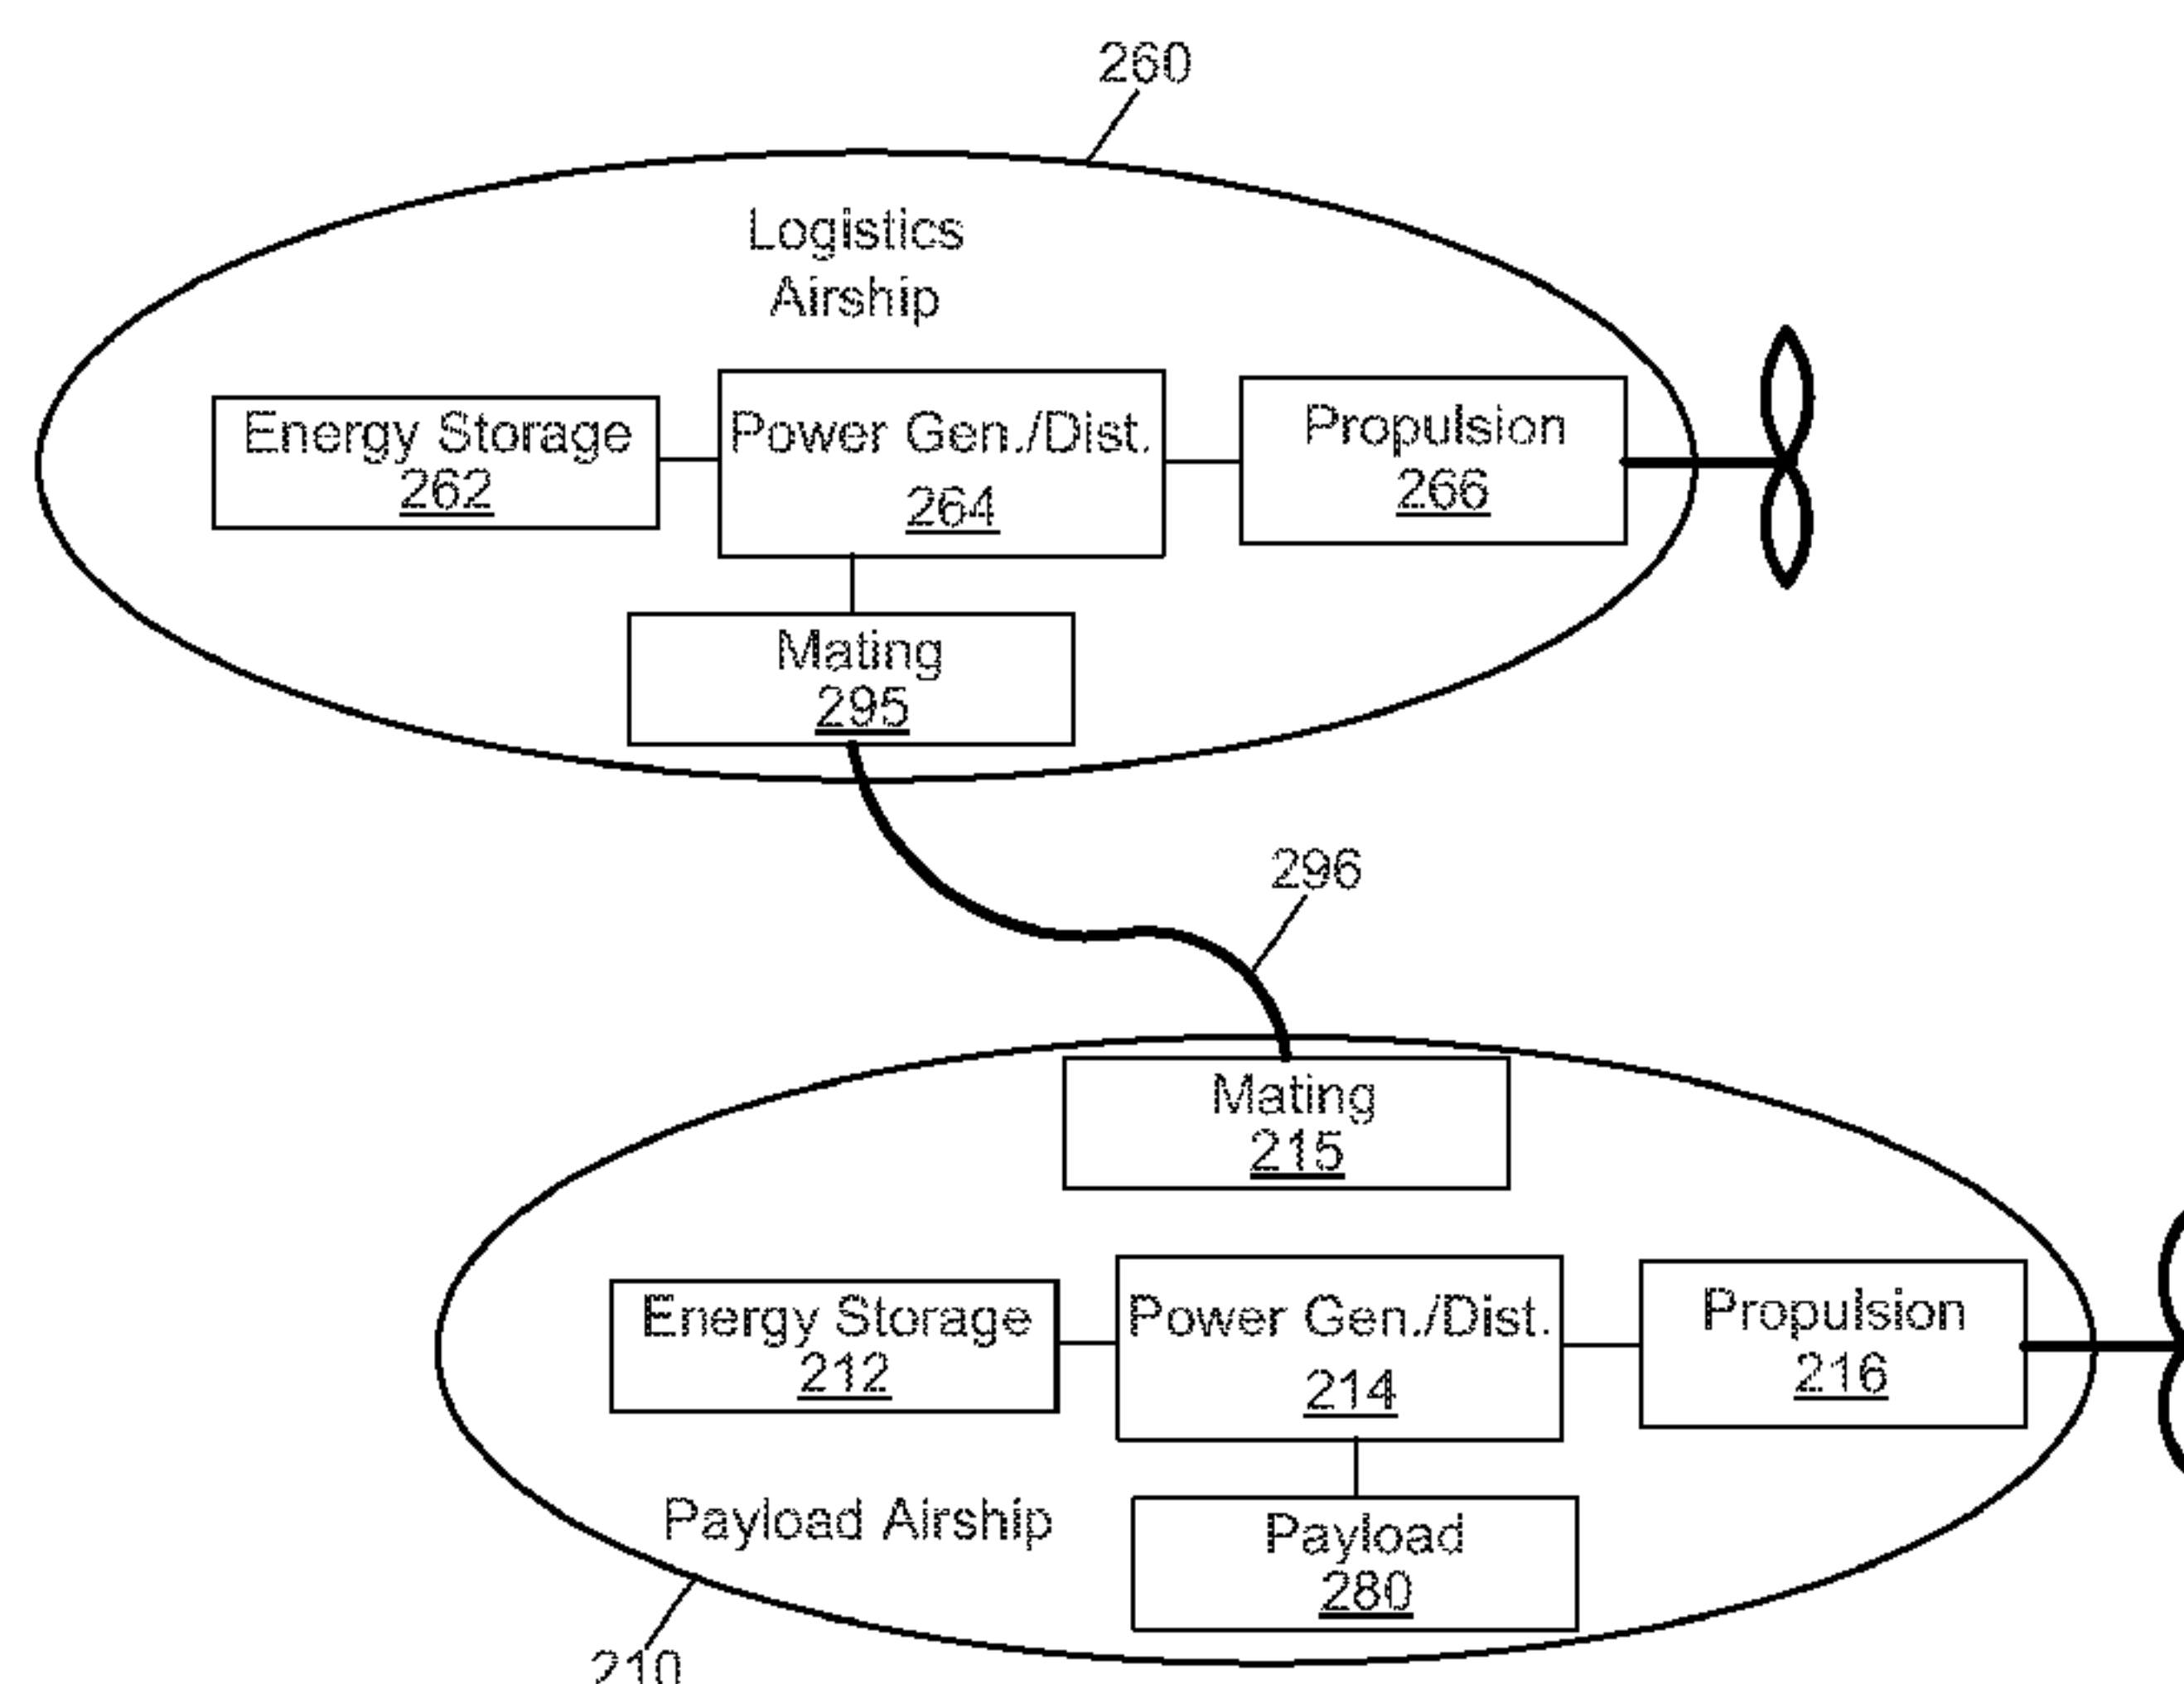 260
Logistics
Airship
Energy Storage
262
Power Gen./Dist.
264
Propulsion
266
Mating
295
296
Mating
215
Energy Storage
212
Power Gen./Dist.
214
Propulsion
216
Payload Airship
Payload
280
210